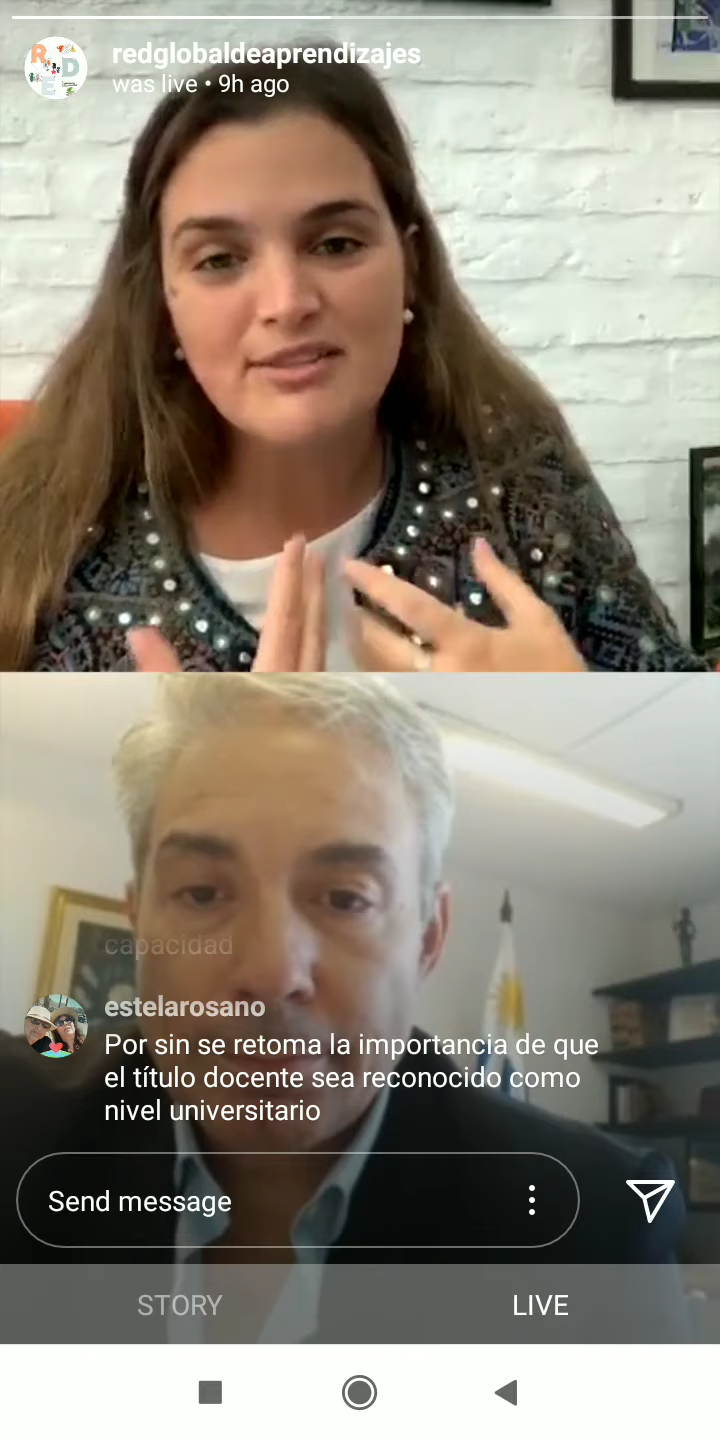 redglobaldeaprendizajes
was live • 9h ago
capacidad
estelarosano
Por sin se retoma la importancia de que
el título docente sea reconocido como
nivel universitario
Send message
STORY
LIVE